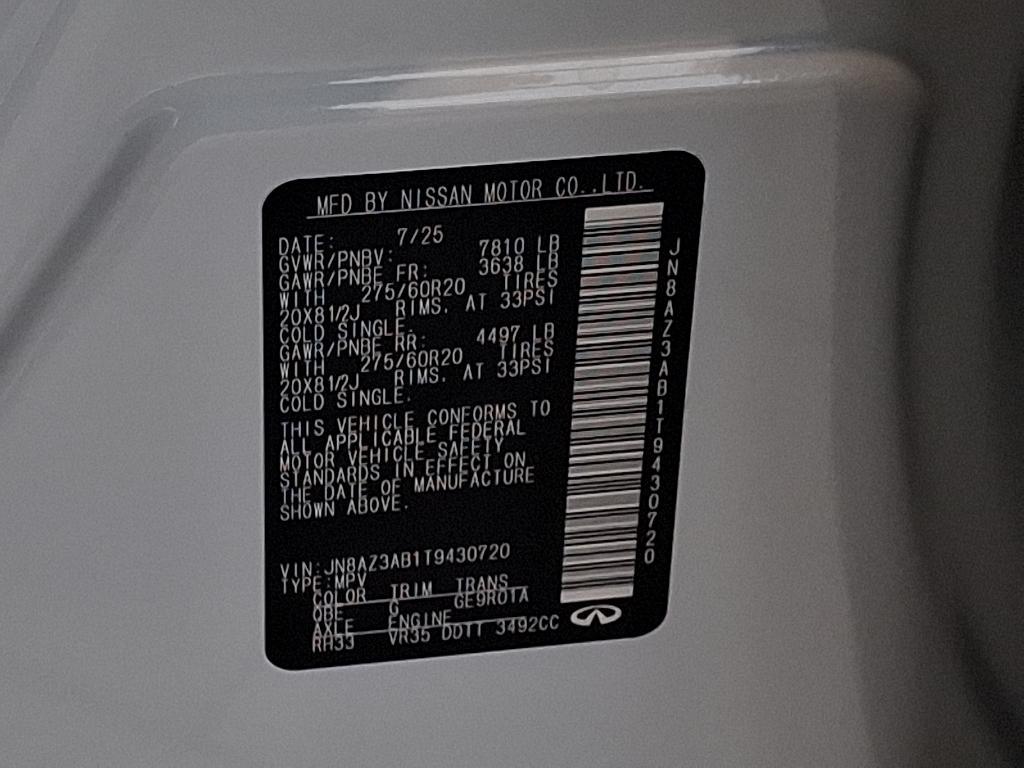 MFD BY NISSAN MOTOR CO.,LTD.
DATE: 7/25
GVWR/PNBV: 7810 LB
GAWR/PNBE FR: 3638 LB
WITH 275/60R20 TIRES
20X81/2J RIMS, AT 33PSI
COLD SINGLE.
GAWR/PNBE RR: 4497 LB
WITH 275/60R20 TIRES
20X81/2J RIMS, AT 33PSI
COLD SINGLE.
THIS VEHICLE CONFORMS TO
ALL APPLICABLE FEDERAL
MOTOR VEHICLE SAFETY
STANDARDS IN EFFECT ON
THE DATE OF MANUFACTURE
SHOWN ABOVE.
VIN:JN8AZ3AB1T9430720
TYPE:MPV
COLOR TRIM TRANS
QBE G GE9R01A
AXLE ENGINE
RH33 VR35 DDTT 3492CC
JN8AZ3AB1T9430720